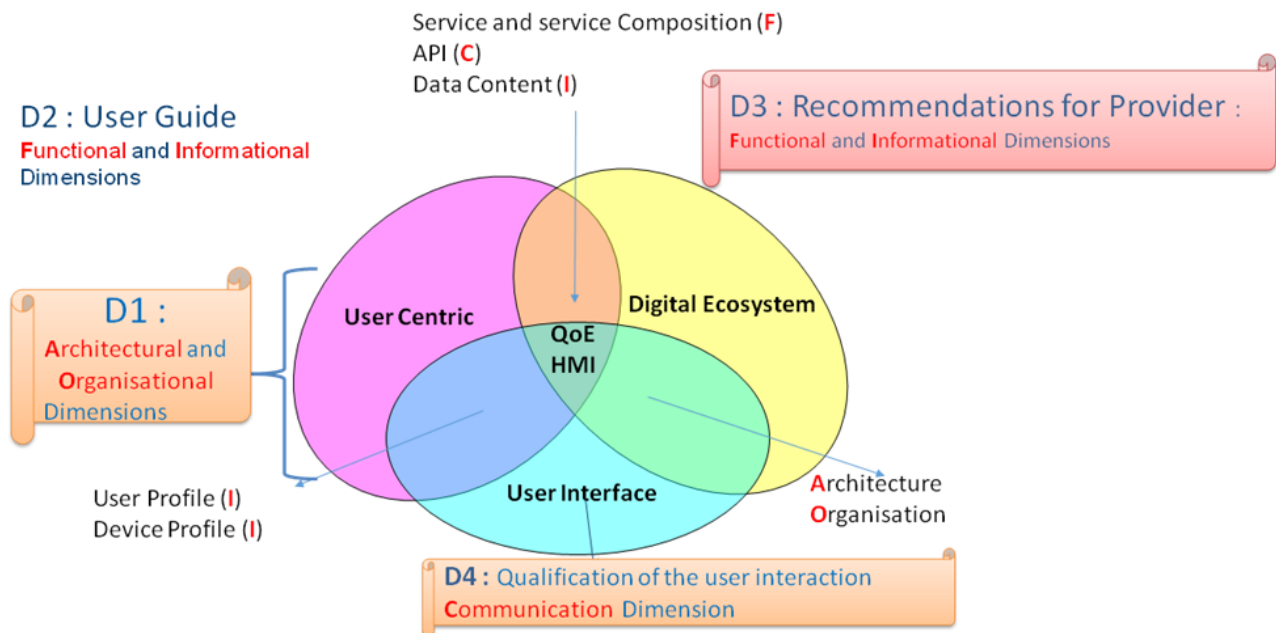 Service and service Composition (F)
API (C)
Data Content (I)
D2 : User Guide
Functional and Informational
Dimensions
D3 : Recommendations for Provider :
Functional and Informational Dimensions
D1 :
Architectural and
Organisational
Dimensions
User Centric
Digital Ecosystem
QoE
HMI
User Interface
User Profile (I)
Device Profile (I)
Architecture
Organisation
D4 : Qualification of the user interaction
Communication Dimension